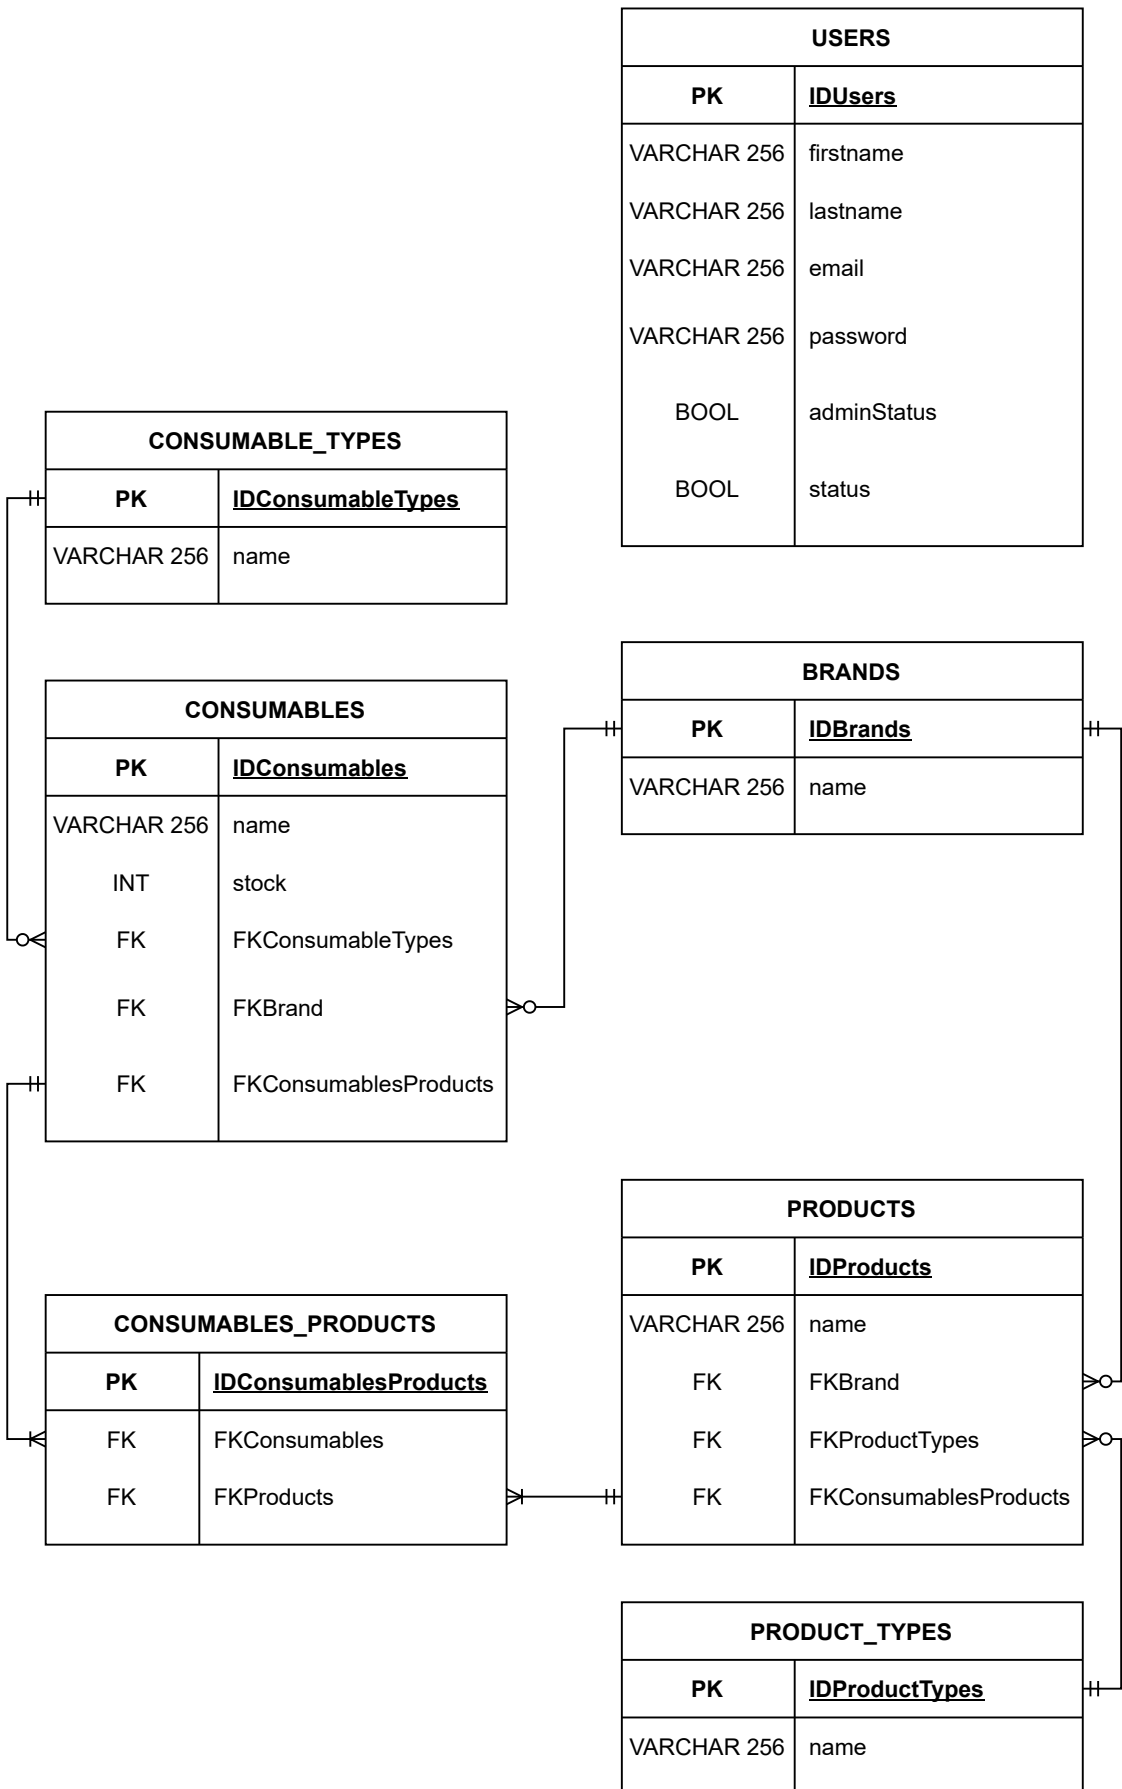 USERS
PK IDUsers
VARCHAR 256 firstname
VARCHAR 256 lastname
VARCHAR 256 email
VARCHAR 256 password
BOOL adminStatus
BOOL status
CONSUMABLE_TYPES
PK IDConsumableTypes
VARCHAR 256 name
CONSUMABLES
PK IDConsumables
VARCHAR 256 name
INT stock
FK FKConsumableTypes
FK FKBrand
FK FKConsumablesProducts
BRANDS
PK IDBrands
VARCHAR 256 name
CONSUMABLES_PRODUCTS
PK IDConsumablesProducts
FK FKConsumables
FK FKProducts
PRODUCTS
PK IDProducts
VARCHAR 256 name
FK FKBrand
FK FKProductTypes
FK FKConsumablesProducts
PRODUCT_TYPES
PK IDProductTypes
VARCHAR 256 name